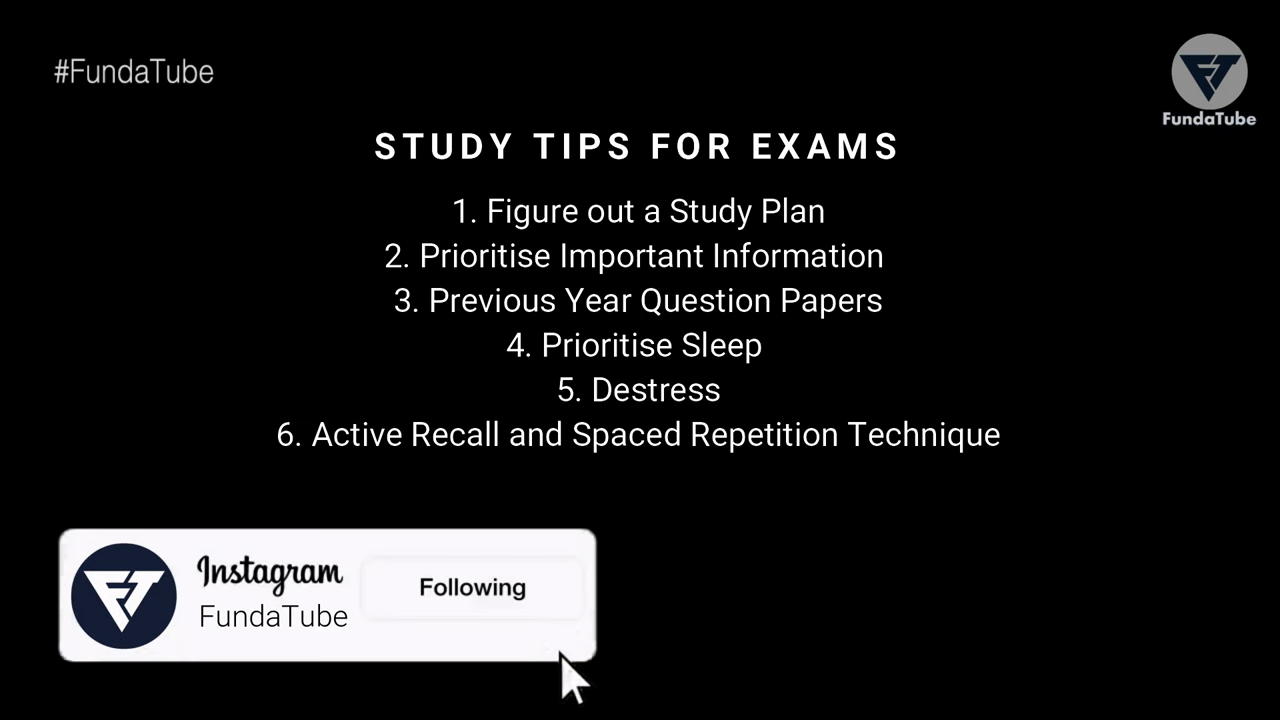 #FundaTube
FundaTube
STUDY TIPS FOR EXAMS
1. Figure out a Study Plan
2. Prioritise Important Information
3. Previous Year Question Papers
4. Prioritise Sleep
5. Destress
6. Active Recall and Spaced Repetition Technique
Instagram
FundaTube
Following